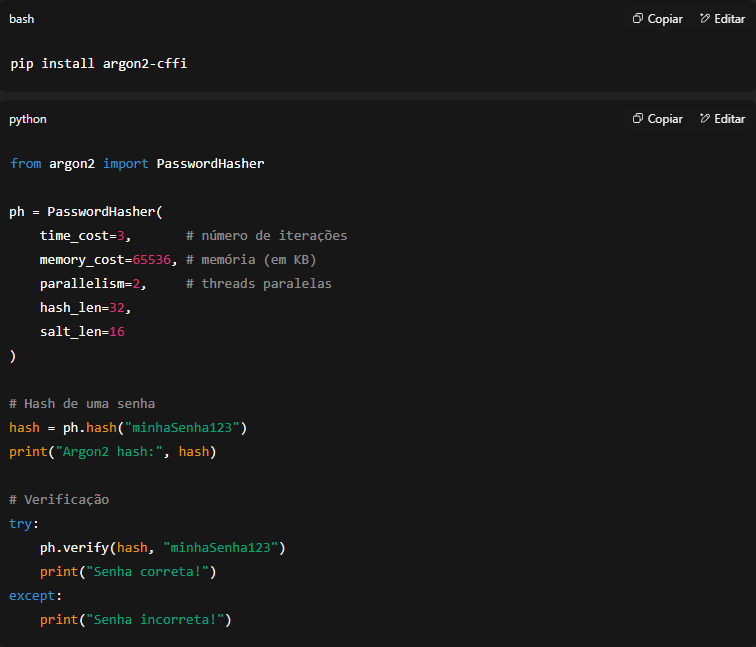 bash
Copiar
Editar
pip install argon2-cffi
python
Copiar
Editar
from argon2 import PasswordHasher
ph = PasswordHasher(
    time_cost=3,       # número de iterações
    memory_cost=65536, # memória (em KB)
    parallelism=2,     # threads paralelas
    hash_len=32,
    salt_len=16
)
# Hash de uma senha
hash = ph.hash("minhaSenha123")
print("Argon2 hash:", hash)
# Verificação
try:
    ph.verify(hash, "minhaSenha123")
    print("Senha correta!")
except:
    print("Senha incorreta!")